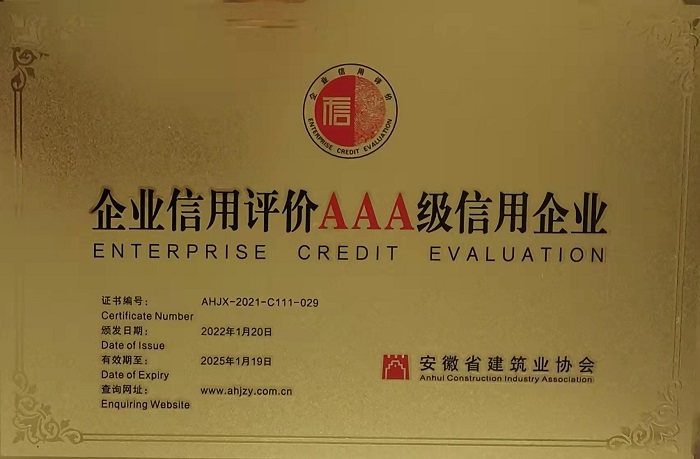 企业信用评价
信
ENTERPRISE CREDIT EVALUATION
企业信用评价AAA级信用企业
ENTERPRISE CREDIT EVALUATION
证书编号： AHJX-2021-C111-029
Certificate Number
颁发日期： 2022年1月20日
Date of Issue
有效期至： 2025年1月19日
Date of Expiry
查询网址： www.ahjzy.com.cn
Enquiring Website
安徽省建筑业协会
Anhui Construction Industry Association